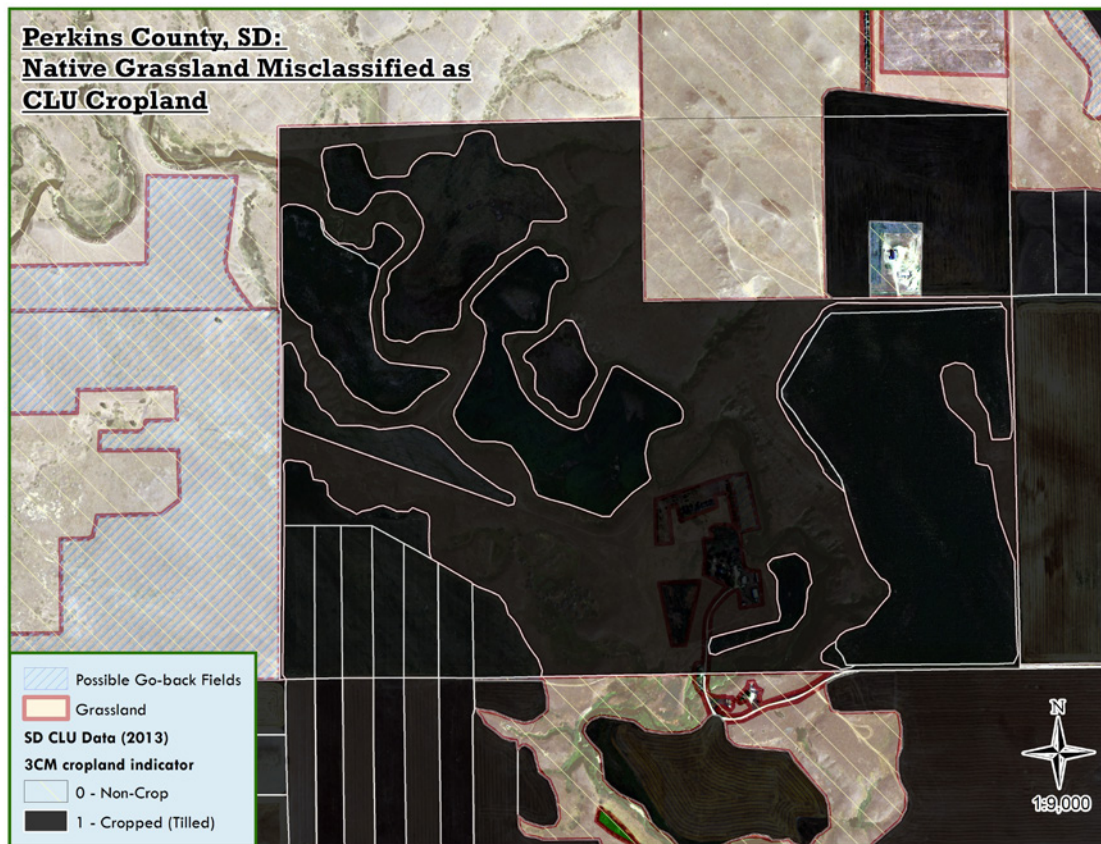 Perkins County, SD:
Native Grassland Misclassified as
CLU Cropland
Possible Go-back Fields
Grassland
SD CLU Data (2013)
3CM cropland indicator
0 - Non-Crop
1 - Cropped (Tilled)
N
1:9,000